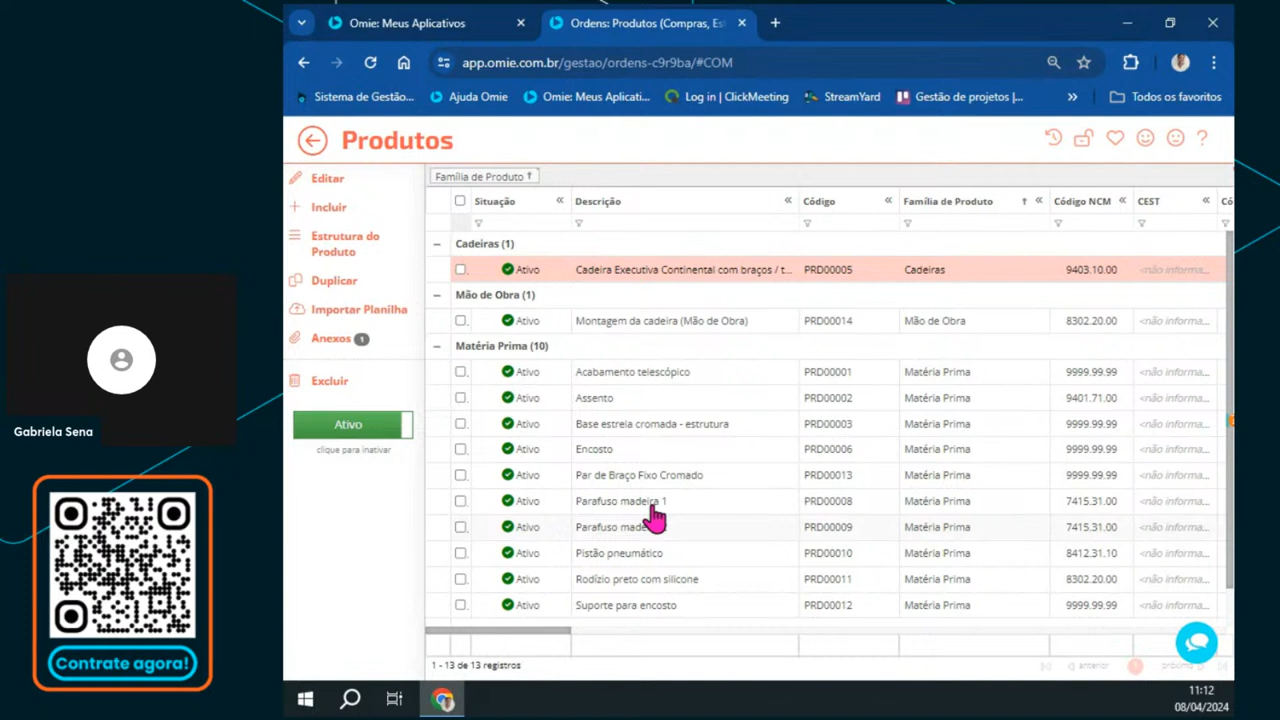 Omie: Meus Aplicativos
Ordens: Produtos (Compras, Es
app.omie.com.br/gestao/ordens-c9r9ba/#COM
Sistema de Gestão...
Ajuda Omie
Omie: Meus Aplicati...
Log in | ClickMeeting
StreamYard
Gestão de projetos |...
»
Todos os favoritos
Produtos
?
Editar
Incluir
Estrutura do
Produto
Duplicar
Importar Planilha
Anexos 1
Excluir
Ativo
clique para inativar
Família de Produto
Situação Descrição Código Família de Produto Código NCM CEST Có
Cadeiras (1)
Ativo Cadeira Executiva Continental com braços / t... PRD00005 Cadeiras 9403.10.00 <não informa...
Mão de Obra (1)
Ativo Montagem da cadeira (Mão de Obra) PRD00014 Mão de Obra 8302.20.00 <não informa...
Matéria Prima (10)
Ativo Acabamento telescópico PRD00001 Matéria Prima 9999.99.99 <não informa...
Ativo Assento PRD00002 Matéria Prima 9401.71.00 <não informa...
Ativo Base estrela cromada - estrutura PRD00003 Matéria Prima 9999.99.99 <não informa...
Ativo Encosto PRD00006 Matéria Prima 9999.99.99 <não informa...
Ativo Par de Braço Fixo Cromado PRD00013 Matéria Prima 9999.99.99 <não informa...
Ativo Parafuso madeira 1 PRD00008 Matéria Prima 7415.31.00 <não informa...
Ativo Parafuso PRD00009 Matéria Prima 7415.31.00 <não informa...
Ativo Pistão pneumático PRD00010 Matéria Prima 8412.31.10 <não informa...
Ativo Rodízio preto com silicone PRD00011 Matéria Prima 8302.20.00 <não informa...
Ativo Suporte para encosto PRD00012 Matéria Prima 9999.99.99 <não informa...
1 - 13 de 13 registros
anterior 1 próximo
11:12
08/04/2024
Gabriela Sena
Contrate agora!